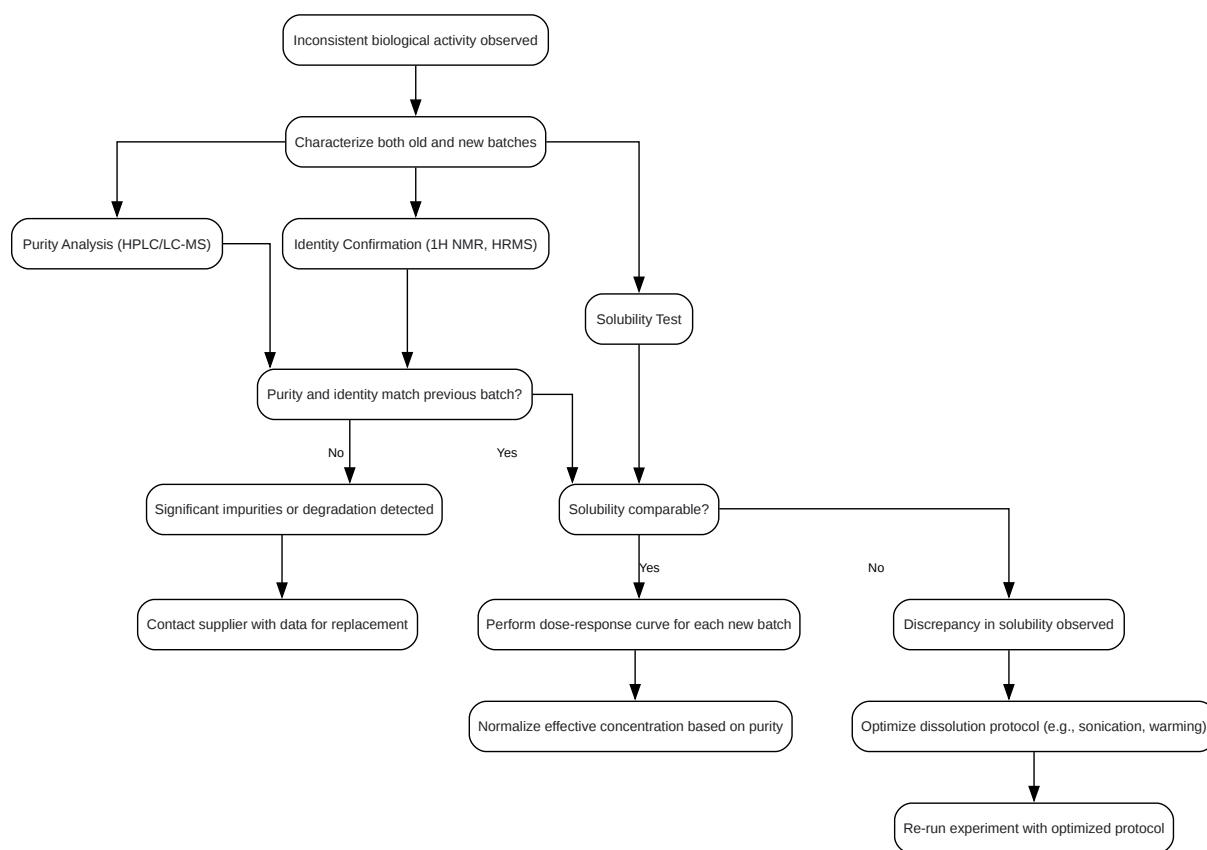 Inconsistent biological activity observed
Characterize both old and new batches
Purity Analysis (HPLC/LC-MS)
Identity Confirmation (1H NMR, HRMS)
Solubility Test
Purity and identity match previous batch?
No
Yes
Significant impurities or degradation detected
Solubility comparable?
Yes
No
Contact supplier with data for replacement
Perform dose-response curve for each new batch
Discrepancy in solubility observed
Normalize effective concentration based on purity
Optimize dissolution protocol (e.g., sonication, warming)
Re-run experiment with optimized protocol